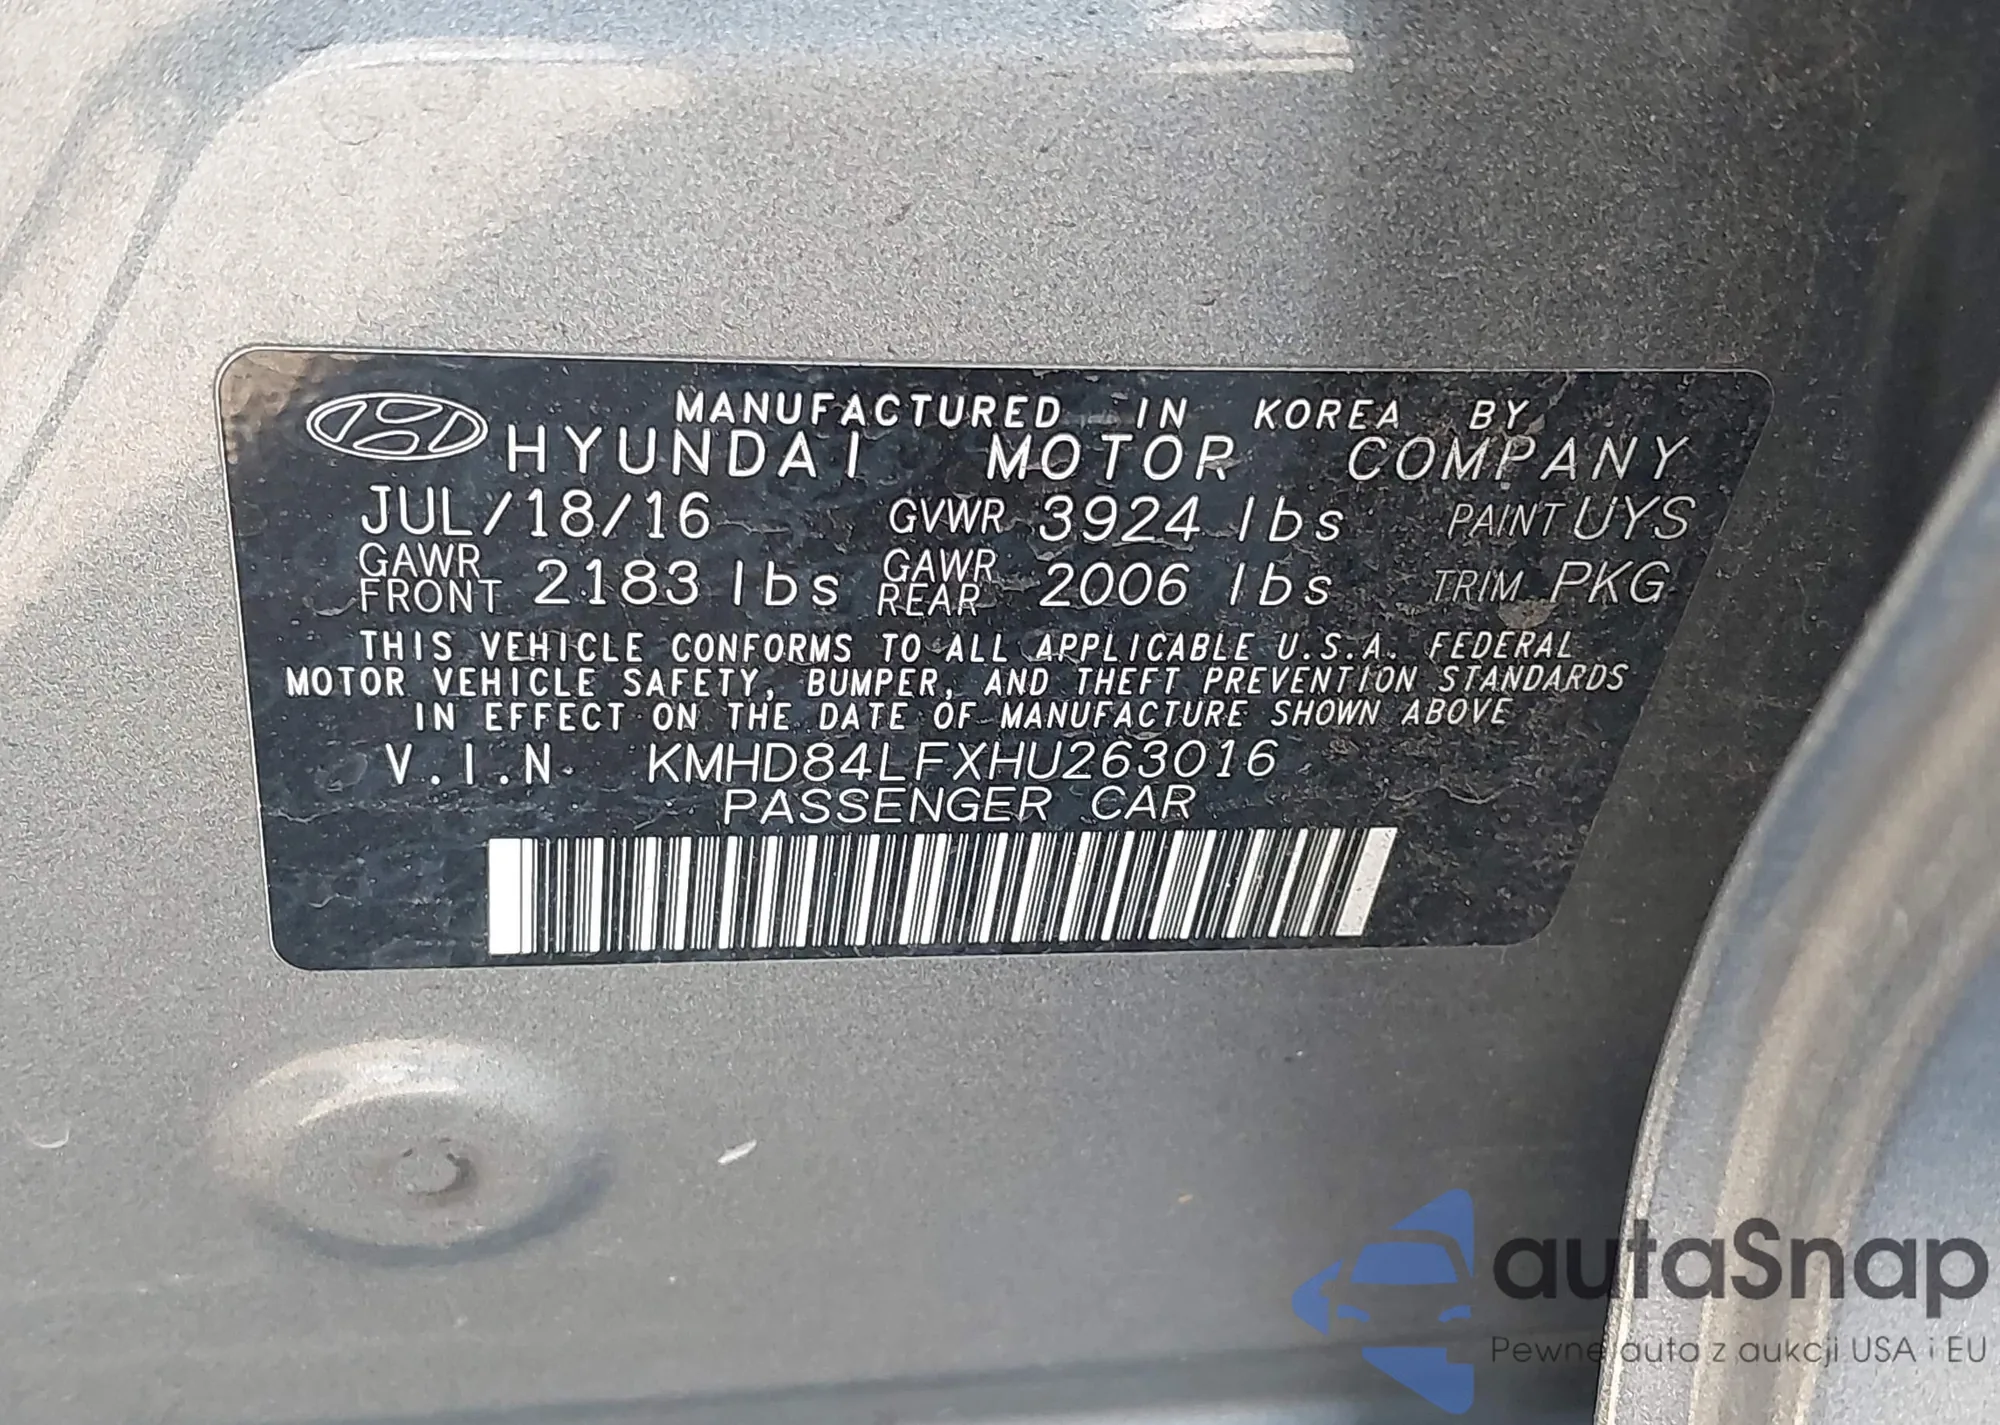 MANUFACTURED IN KOREA BY
HYUNDAI MOTOR COMPANY
JUL/18/16 GVWR 3924 lbs PAINT UYS
GAWR FRONT 2183 lbs GAWR REAR 2006 lbs TRIM PKG
THIS VEHICLE CONFORMS TO ALL APPLICABLE U.S.A. FEDERAL
MOTOR VEHICLE SAFETY, BUMPER, AND THEFT PREVENTION STANDARDS
IN EFFECT ON THE DATE OF MANUFACTURE SHOWN ABOVE
V.I.N. KMHD84LFXHU263016
PASSENGER CAR
autaSnap
Pewne auta z aukcji USA i EU